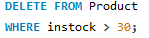 DELETE FROM Product
WHERE instock > 30;